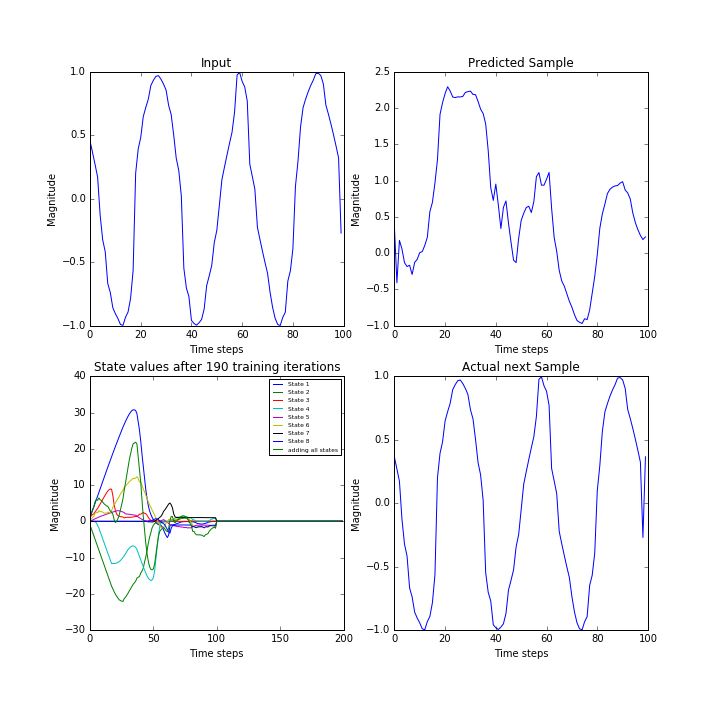 Input
Magnitude
1.0
0.5
0.0
−0.5
−1.0
0 20 40 60 80 100
Time steps
Predicted Sample
Magnitude
2.5
2.0
1.5
1.0
0.5
0.0
−0.5
−1.0
0 20 40 60 80 100
Time steps
State values after 190 training iterations
Magnitude
40
30
20
10
0
−10
−20
−30
0 50 100 150 200
Time steps
State 1
State 2
State 3
State 4
State 5
State 6
State 7
State 8
adding all states
Actual next Sample
Magnitude
1.0
0.5
0.0
−0.5
−1.0
0 20 40 60 80 100
Time steps